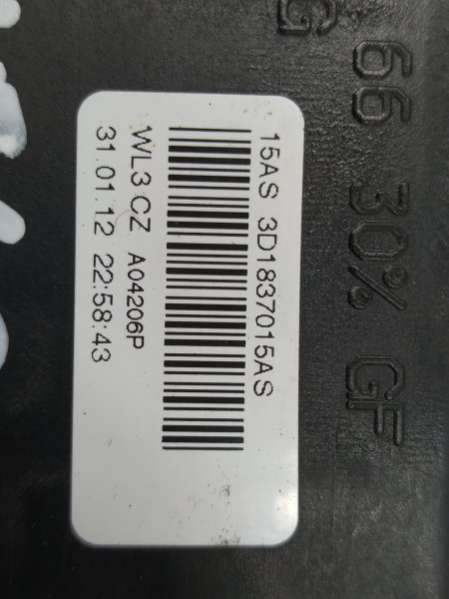 66 30% GF
G
15AS 3D1837015AS
WL3 CZ A04206P
31.01.12 22:58:43